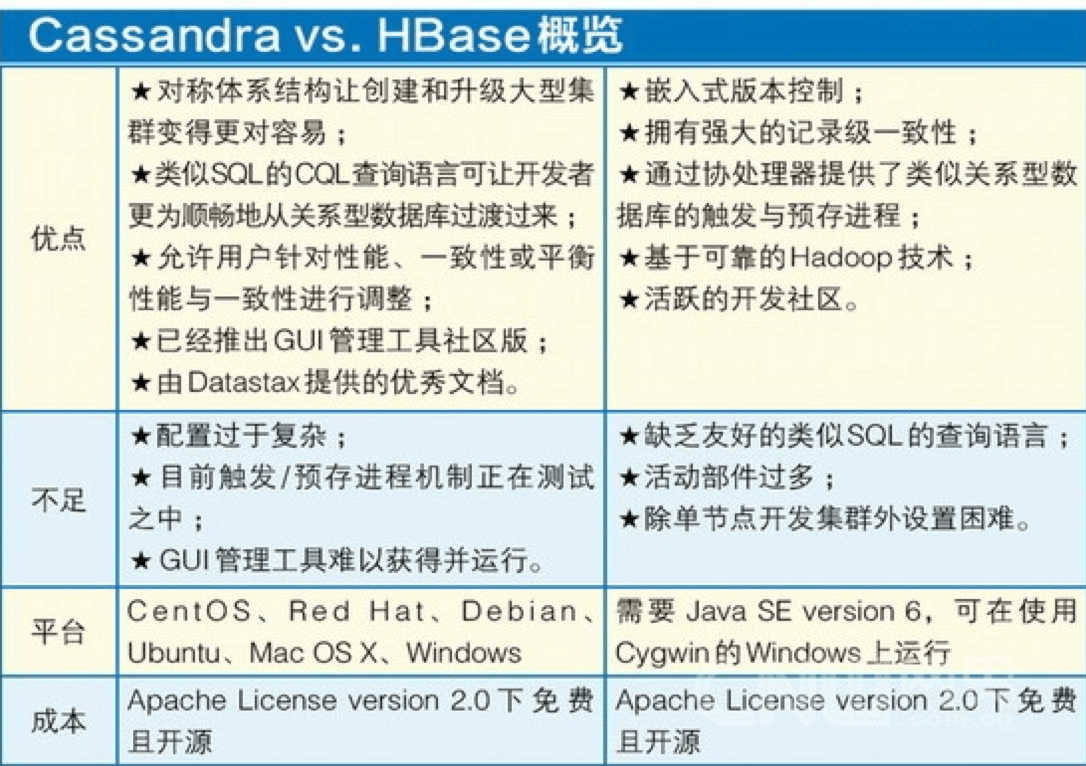 Cassandra vs. HBase概览
优点
★对称体系结构让创建和升级大型集
群变得更对容易；
★类似SQL的CQL查询语言可让开发者
更为顺畅地从关系型数据库过渡过来；
★允许用户针对性能、一致性或平衡
性能与一致性进行调整；
★已经推出GUI管理工具社区版；
★由Datastax提供的优秀文档。
★嵌入式版本控制；
★拥有强大的记录级一致性；
★通过协处理器提供了类似关系型数
据库的触发与预存进程；
★基于可靠的Hadoop技术；
★活跃的开发社区。
不足
★配置过于复杂；
★目前触发/预存进程机制正在测试
之中；
★GUI管理工具难以获得并运行。
★缺乏友好的类似SQL的查询语言；
★活动部件过多；
★除单节点开发集群外设置困难。
平台
CentOS、Red Hat、Debian、
Ubuntu、Mac OS X、Windows
需要 Java SE version 6，可在使用
Cygwin的Windows上运行
成本
Apache License version 2.0下免费
且开源
Apache License version 2.0下免费
且开源